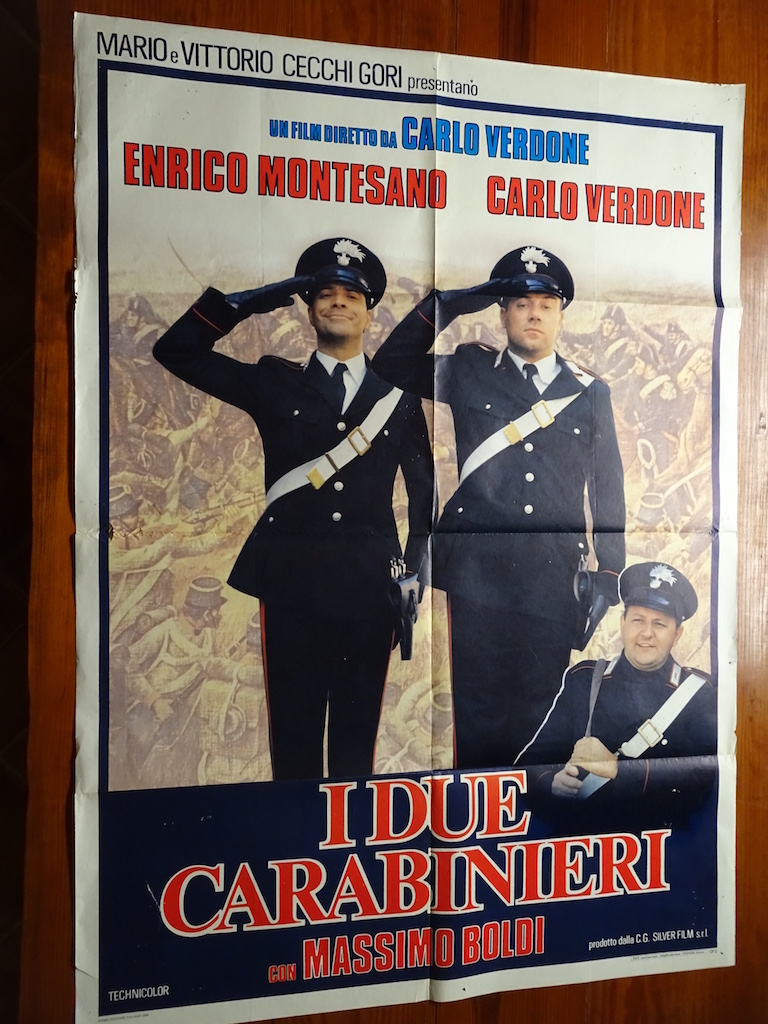 MARIO e VITTORIO CECCHI GORI presentano
UN FILM DIRETTO DA CARLO VERDONE
ENRICO MONTESANO CARLO VERDONE
I DUE
CARABINIERI
CON MASSIMO BOLDI
prodotto dalla C.G. SILVER FILM s.r.l.
TECHNICOLOR